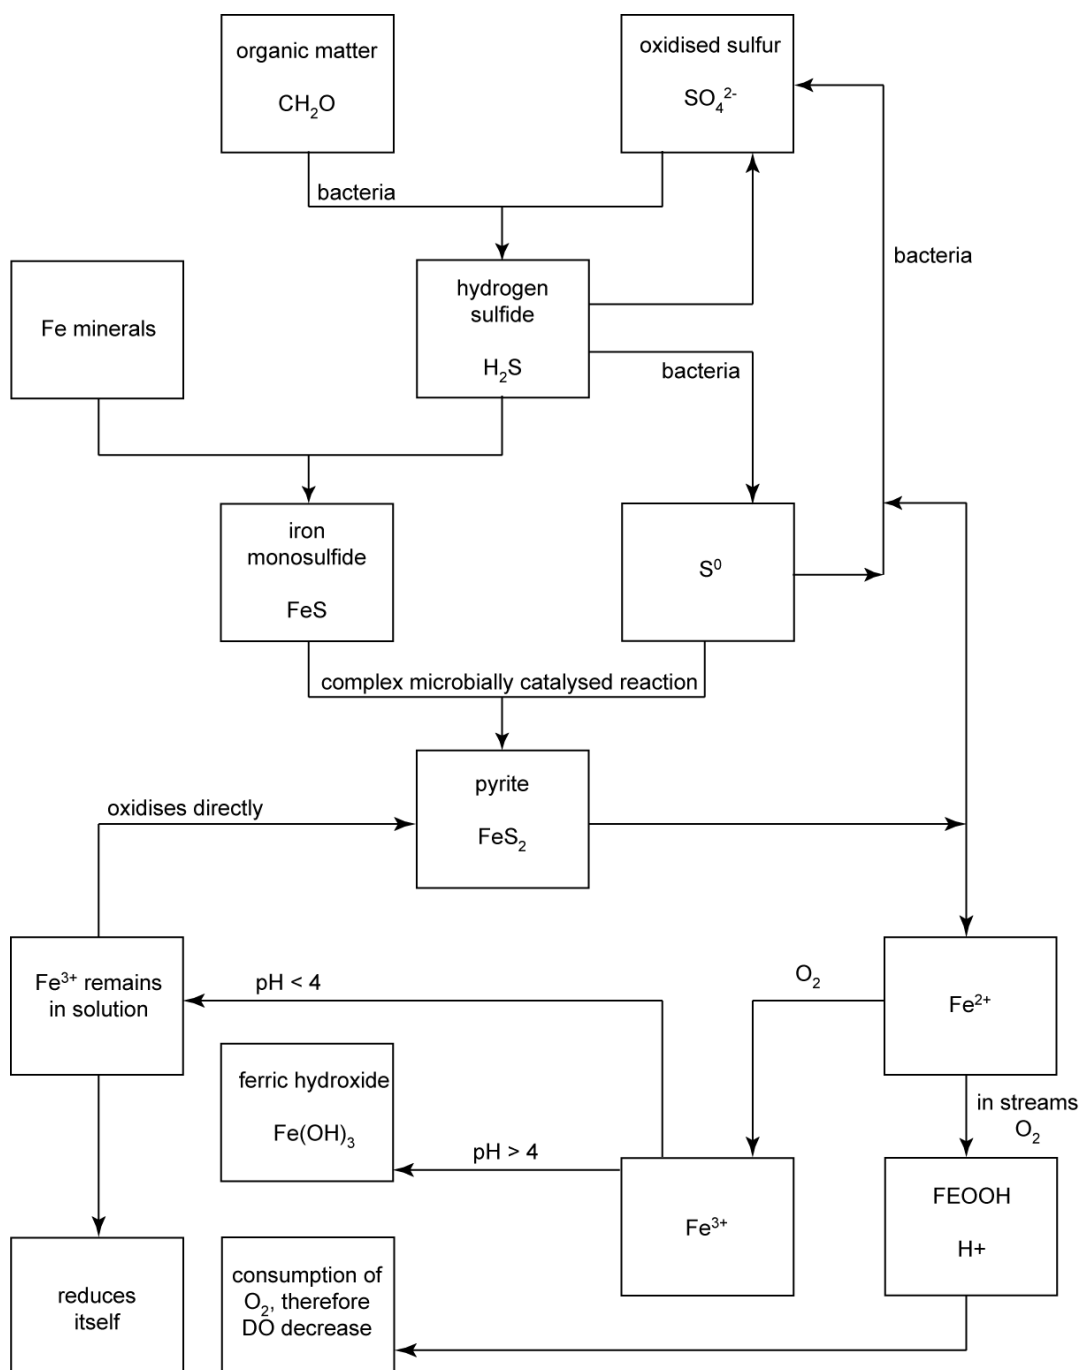 organic matter
CH₂O
oxidised sulfur
SO₄²⁻
bacteria
bacteria
Fe minerals
hydrogen
sulfide
H₂S
bacteria
iron
monosulfide
FeS
S⁰
complex microbially catalysed reaction
pyrite
FeS₂
oxidises directly
Fe³⁺ remains
in solution
pH < 4
O₂
Fe²⁺
ferric hydroxide
Fe(OH)₃
pH > 4
in streams
O₂
Fe³⁺
FEOOH
H+
reduces
itself
consumption of
O₂, therefore
DO decrease